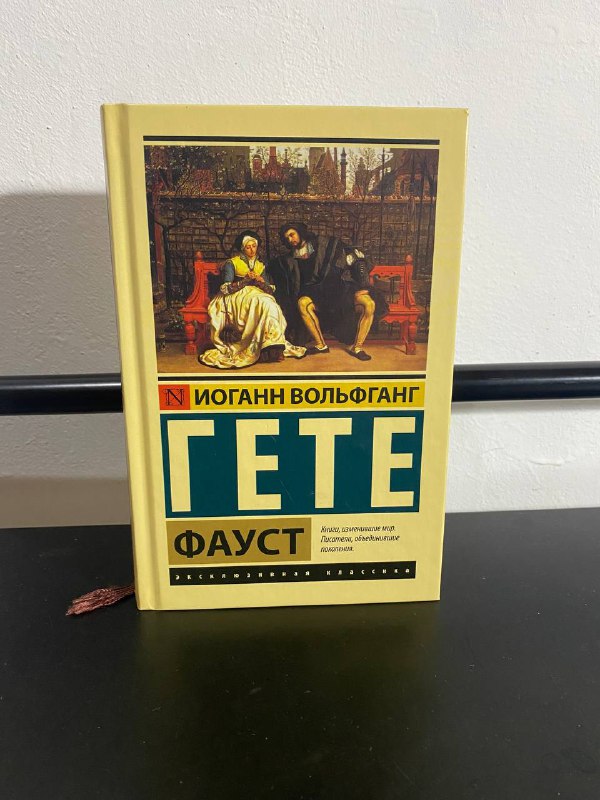 N ИОГАНН ВОЛЬФГАНГ
ГЕТЕ
ФАУСТ
Книги, изменившие мир.
Писатели, объединившие
поколения.
эксклюзивная классика